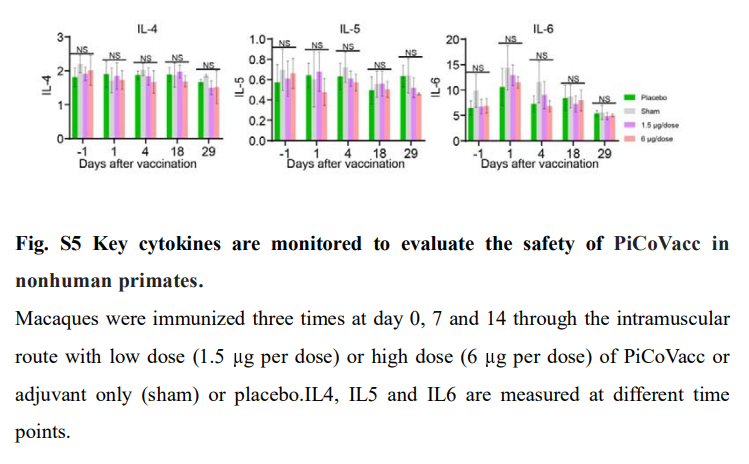 IL-4
IL-5
IL-6
3
2
1
0
IL-4
NS NS NS NS NS
-1 1 4 18 29
Days after vaccination
1.0
0.8
0.6
0.4
0.2
0.0
IL-5
NS NS NS NS NS
-1 1 4 18 29
Days after vaccination
20
15
10
5
0
IL-6
NS NS NS NS NS
-1 1 4 18 29
Days after vaccination
Placebo
Sham
1.5 μg/dose
6 μg/dose
Fig. S5 Key cytokines are monitored to evaluate the safety of PiCoVacc in
nonhuman primates.
Macaques were immunized three times at day 0, 7 and 14 through the intramuscular
route with low dose (1.5 μg per dose) or high dose (6 μg per dose) of PiCoVacc or
adjuvant only (sham) or placebo.IL4, IL5 and IL6 are measured at different time
points.